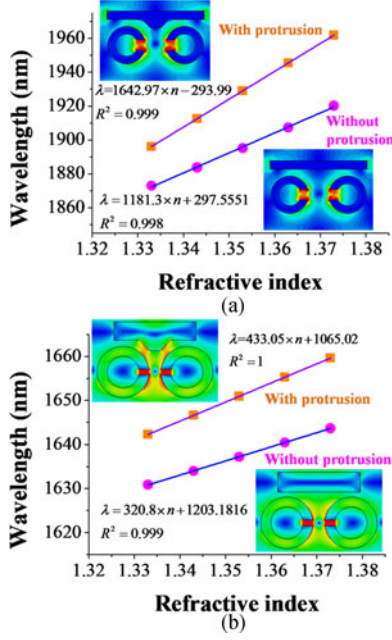 1960
1940
1920
1900
1880
1860
Wavelength (nm)
With protrusion
λ=1642.97×n−293.99
R² = 0.999
Without
protrusion
λ=1181.3×n+297.5551
R² = 0.998
1.32 1.33 1.34 1.35 1.36 1.37 1.38
Refractive index
(a)
1660
1650
1640
1630
1620
Wavelength (nm)
λ=433.05×n+1065.02
R² = 1
With protrusion
Without protrusion
λ=320.8×n+1203.1816
R² = 0.999
1.32 1.33 1.34 1.35 1.36 1.37 1.38
Refractive index
(b)